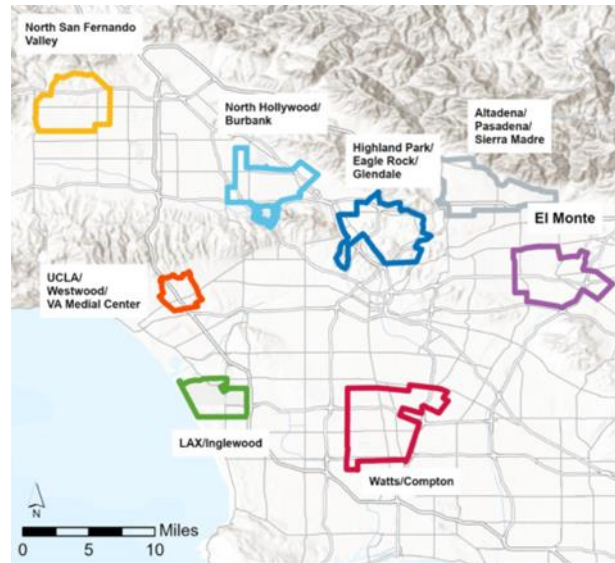 North San Fernando
Valley
North Hollywood/
Burbank
Altadena/
Pasadena/
Sierra Madre
Highland Park/
Eagle Rock/
Glendale
El Monte
UCLA/
Westwood/
VA Medial Center
LAX/Inglewood
Watts/Compton
N
Miles
0 5 10